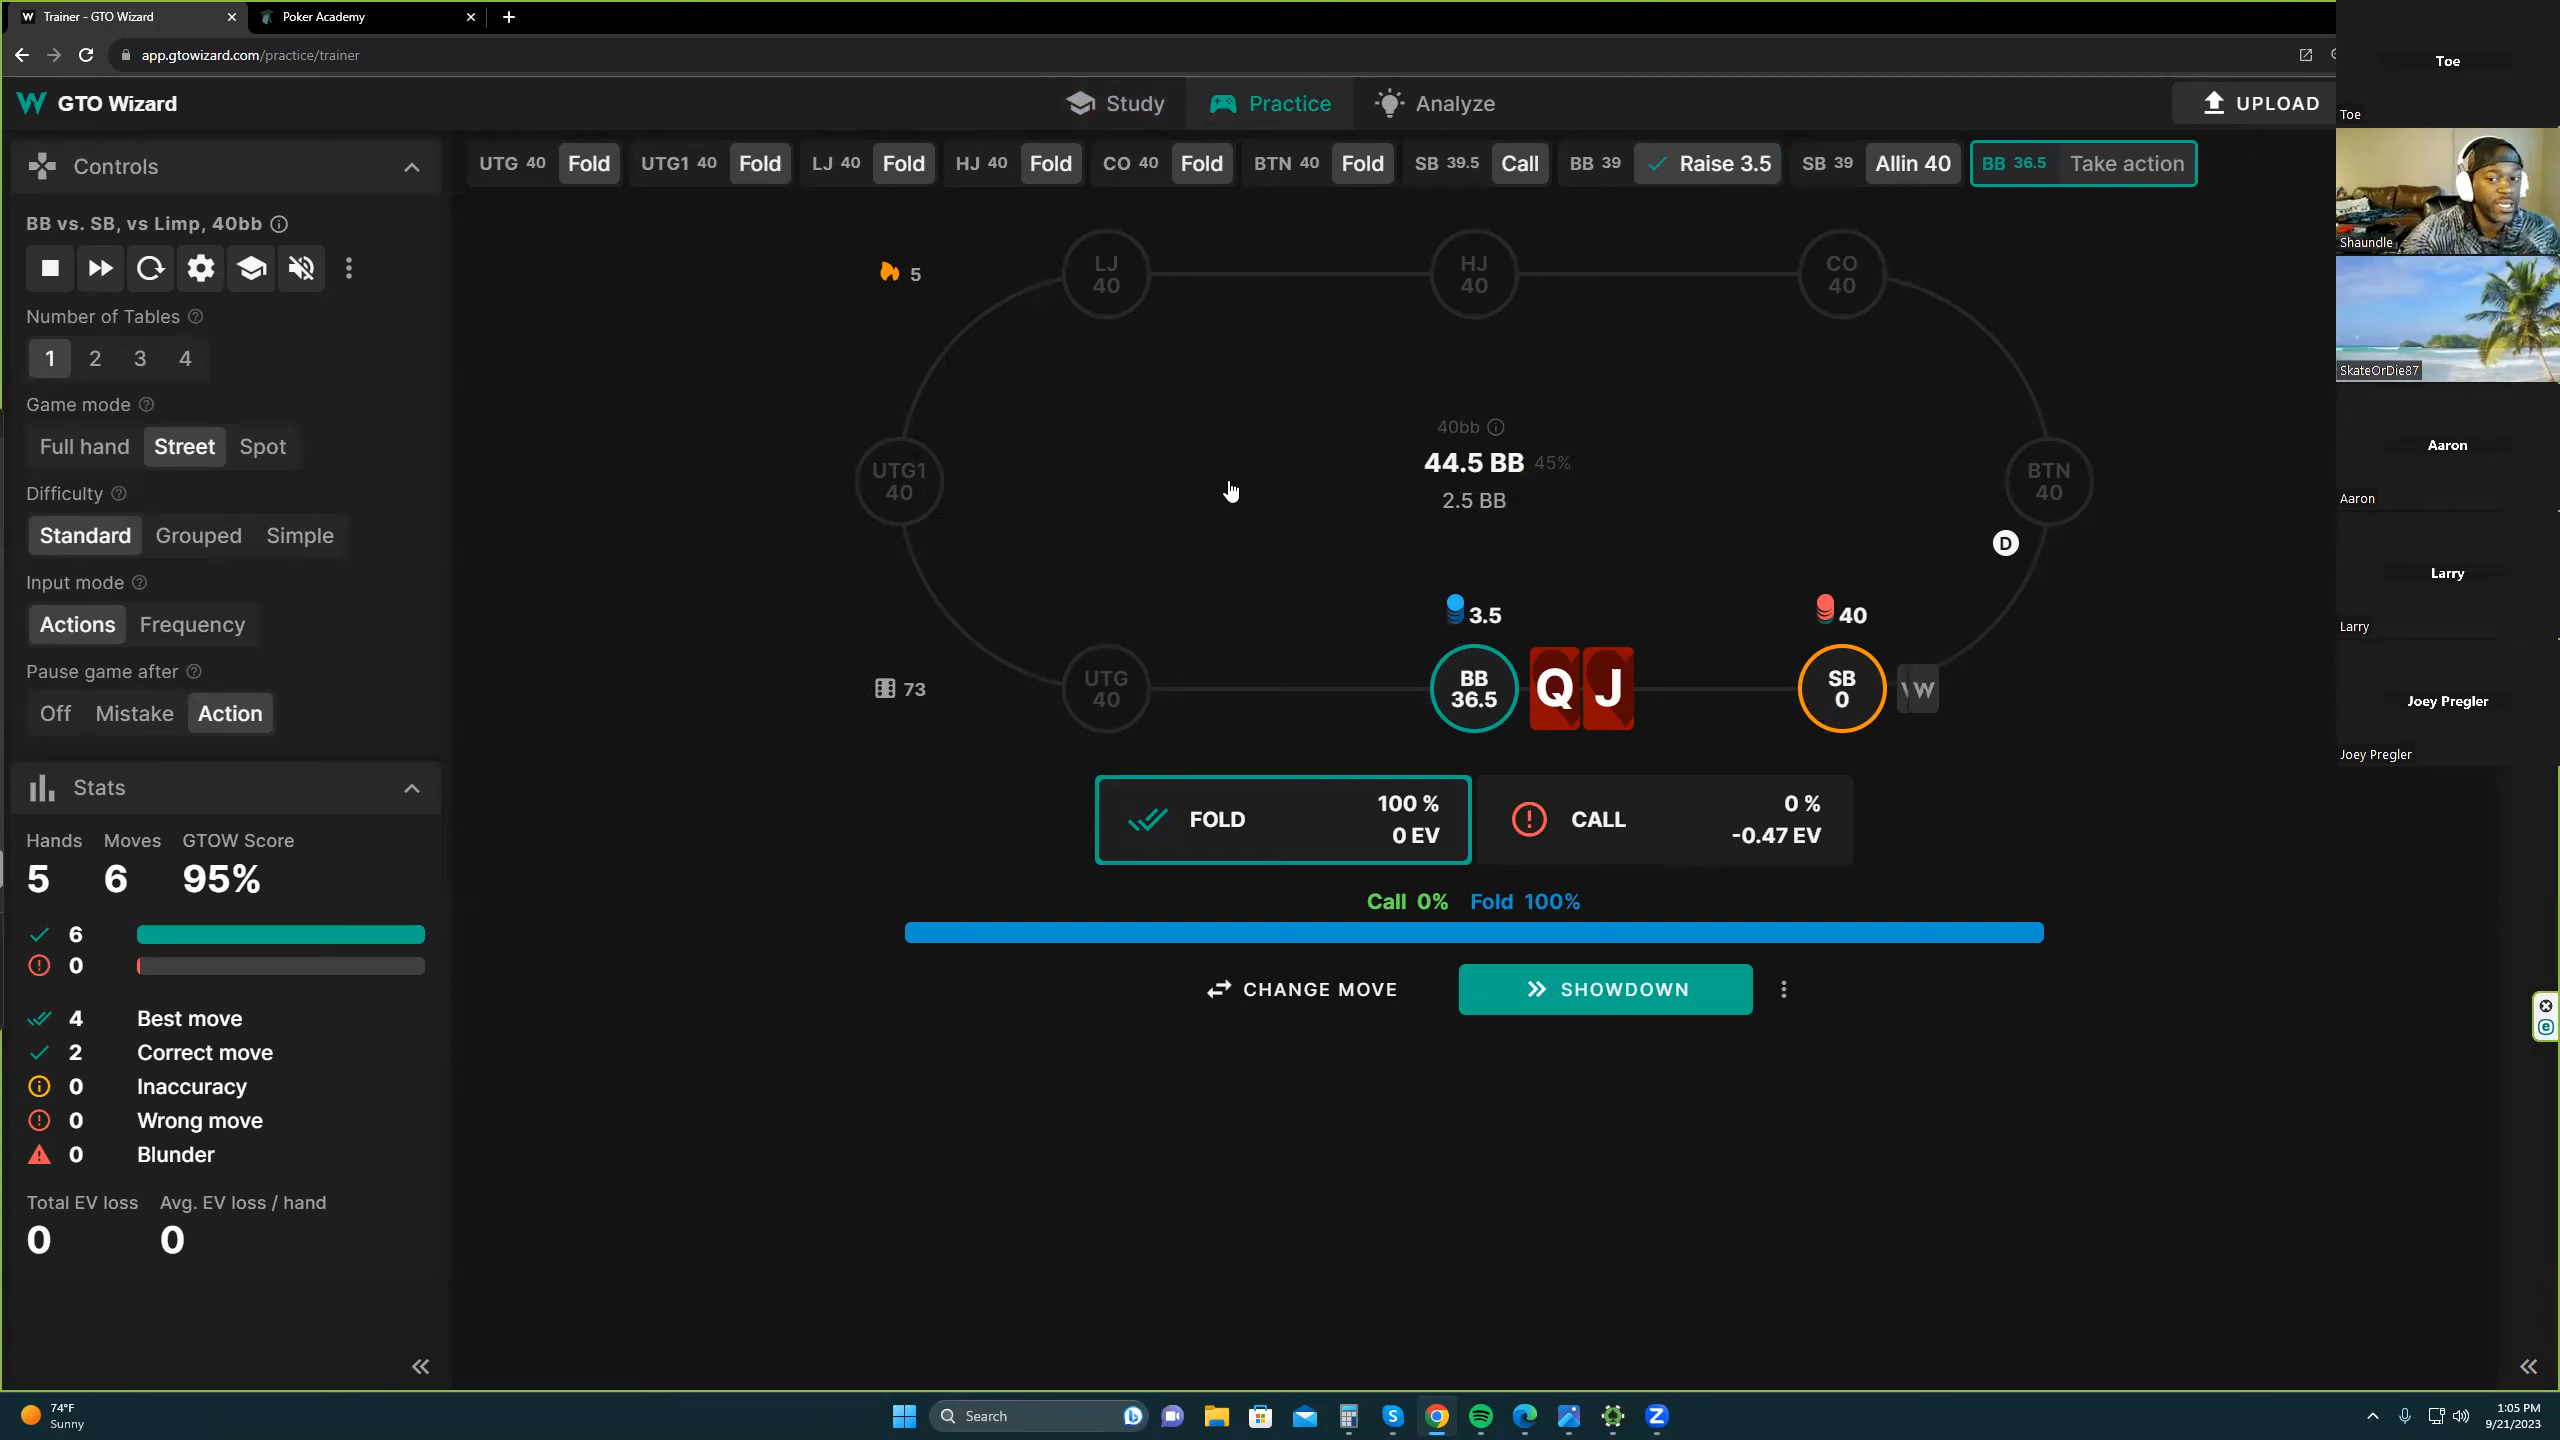 Trainer - GTO Wizard
Poker Academy
app.gtowizard.com/practice/trainer
GTO Wizard
Study
Practice
Analyze
UPLOAD
Controls
UTG 40 Fold
UTG1 40 Fold
LJ 40 Fold
HJ 40 Fold
CO 40 Fold
BTN 40 Fold
SB 39.5 Call
BB 39 Raise 3.5
SB 39 Allin 40
BB 36.5 Take action
BB vs. SB, vs Limp, 40bb
Number of Tables
1 2 3 4
Game mode
Full hand Street Spot
Difficulty
Standard Grouped Simple
Input mode
Actions Frequency
Pause game after
Off Mistake Action
Stats
Hands Moves GTOW Score
5 6 95%
6
0
4 Best move
2 Correct move
0 Inaccuracy
0 Wrong move
0 Blunder
Total EV loss Avg. EV loss / hand
0 0
5
LJ
40
HJ
40
CO
40
UTG1
40
40bb
44.5 BB 45%
2.5 BB
BTN
40
D
3.5
40
73
UTG
40
BB
36.5
Q J
SB
0
W
FOLD 100 %
0 EV
CALL 0 %
-0.47 EV
Call 0% Fold 100%
CHANGE MOVE
SHOWDOWN
Toe
Toe
Shaundle
SkateOrDie87
Aaron
Aaron
Larry
Larry
Joey Pregler
Joey Pregler
74°F
Sunny
Search
1:05 PM
9/21/2023